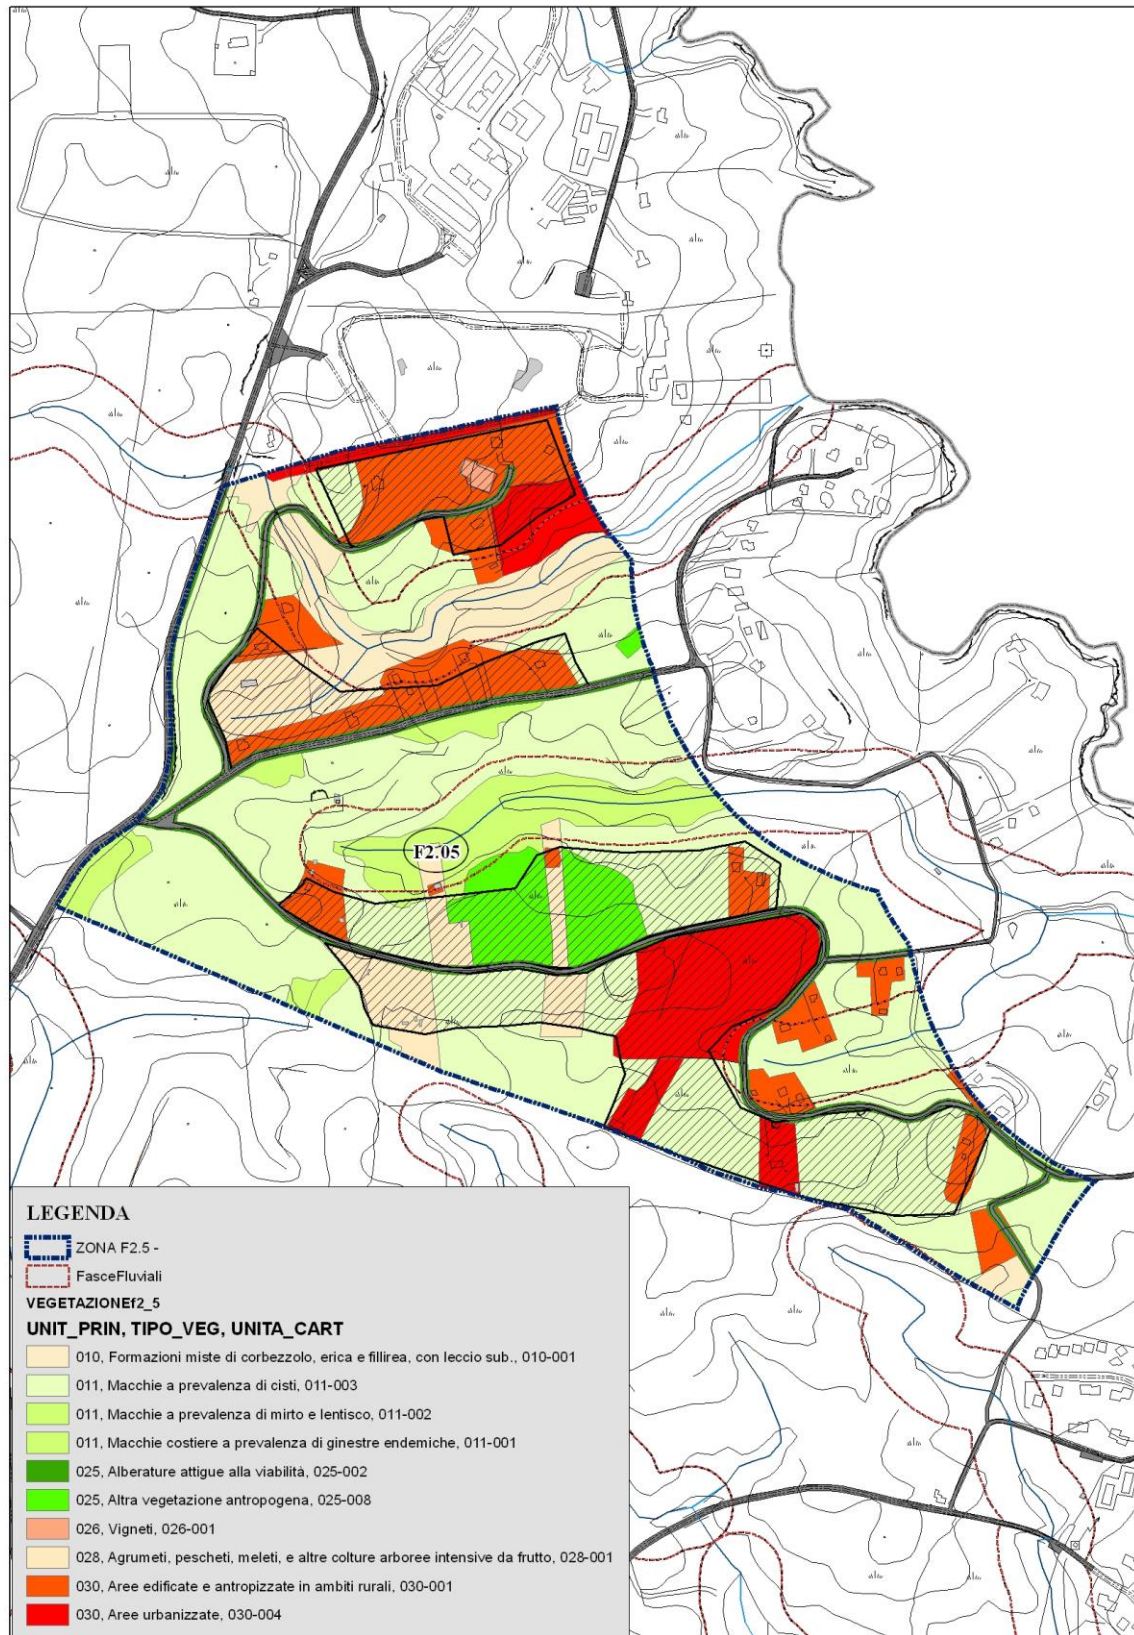 F2.05
LEGENDA
ZONA F2.5 -
FasceFluviali
VEGETAZIONEf2_5
UNIT_PRIN, TIPO_VEG, UNITA_CART
010, Formazioni miste di corbezzolo, erica e fillirea, con leccio sub., 010-001
011, Macchie a prevalenza di cisti, 011-003
011, Macchie a prevalenza di mirto e lentisco, 011-002
011, Macchie costiere a prevalenza di ginestre endemiche, 011-001
025, Alberature attigue alla viabilità, 025-002
025, Altra vegetazione antropogena, 025-008
026, Vigneti, 026-001
028, Agrumeti, pescheti, meleti, e altre colture arboree intensive da frutto, 028-001
030, Aree edificate e antropizzate in ambiti rurali, 030-001
030, Aree urbanizzate, 030-004